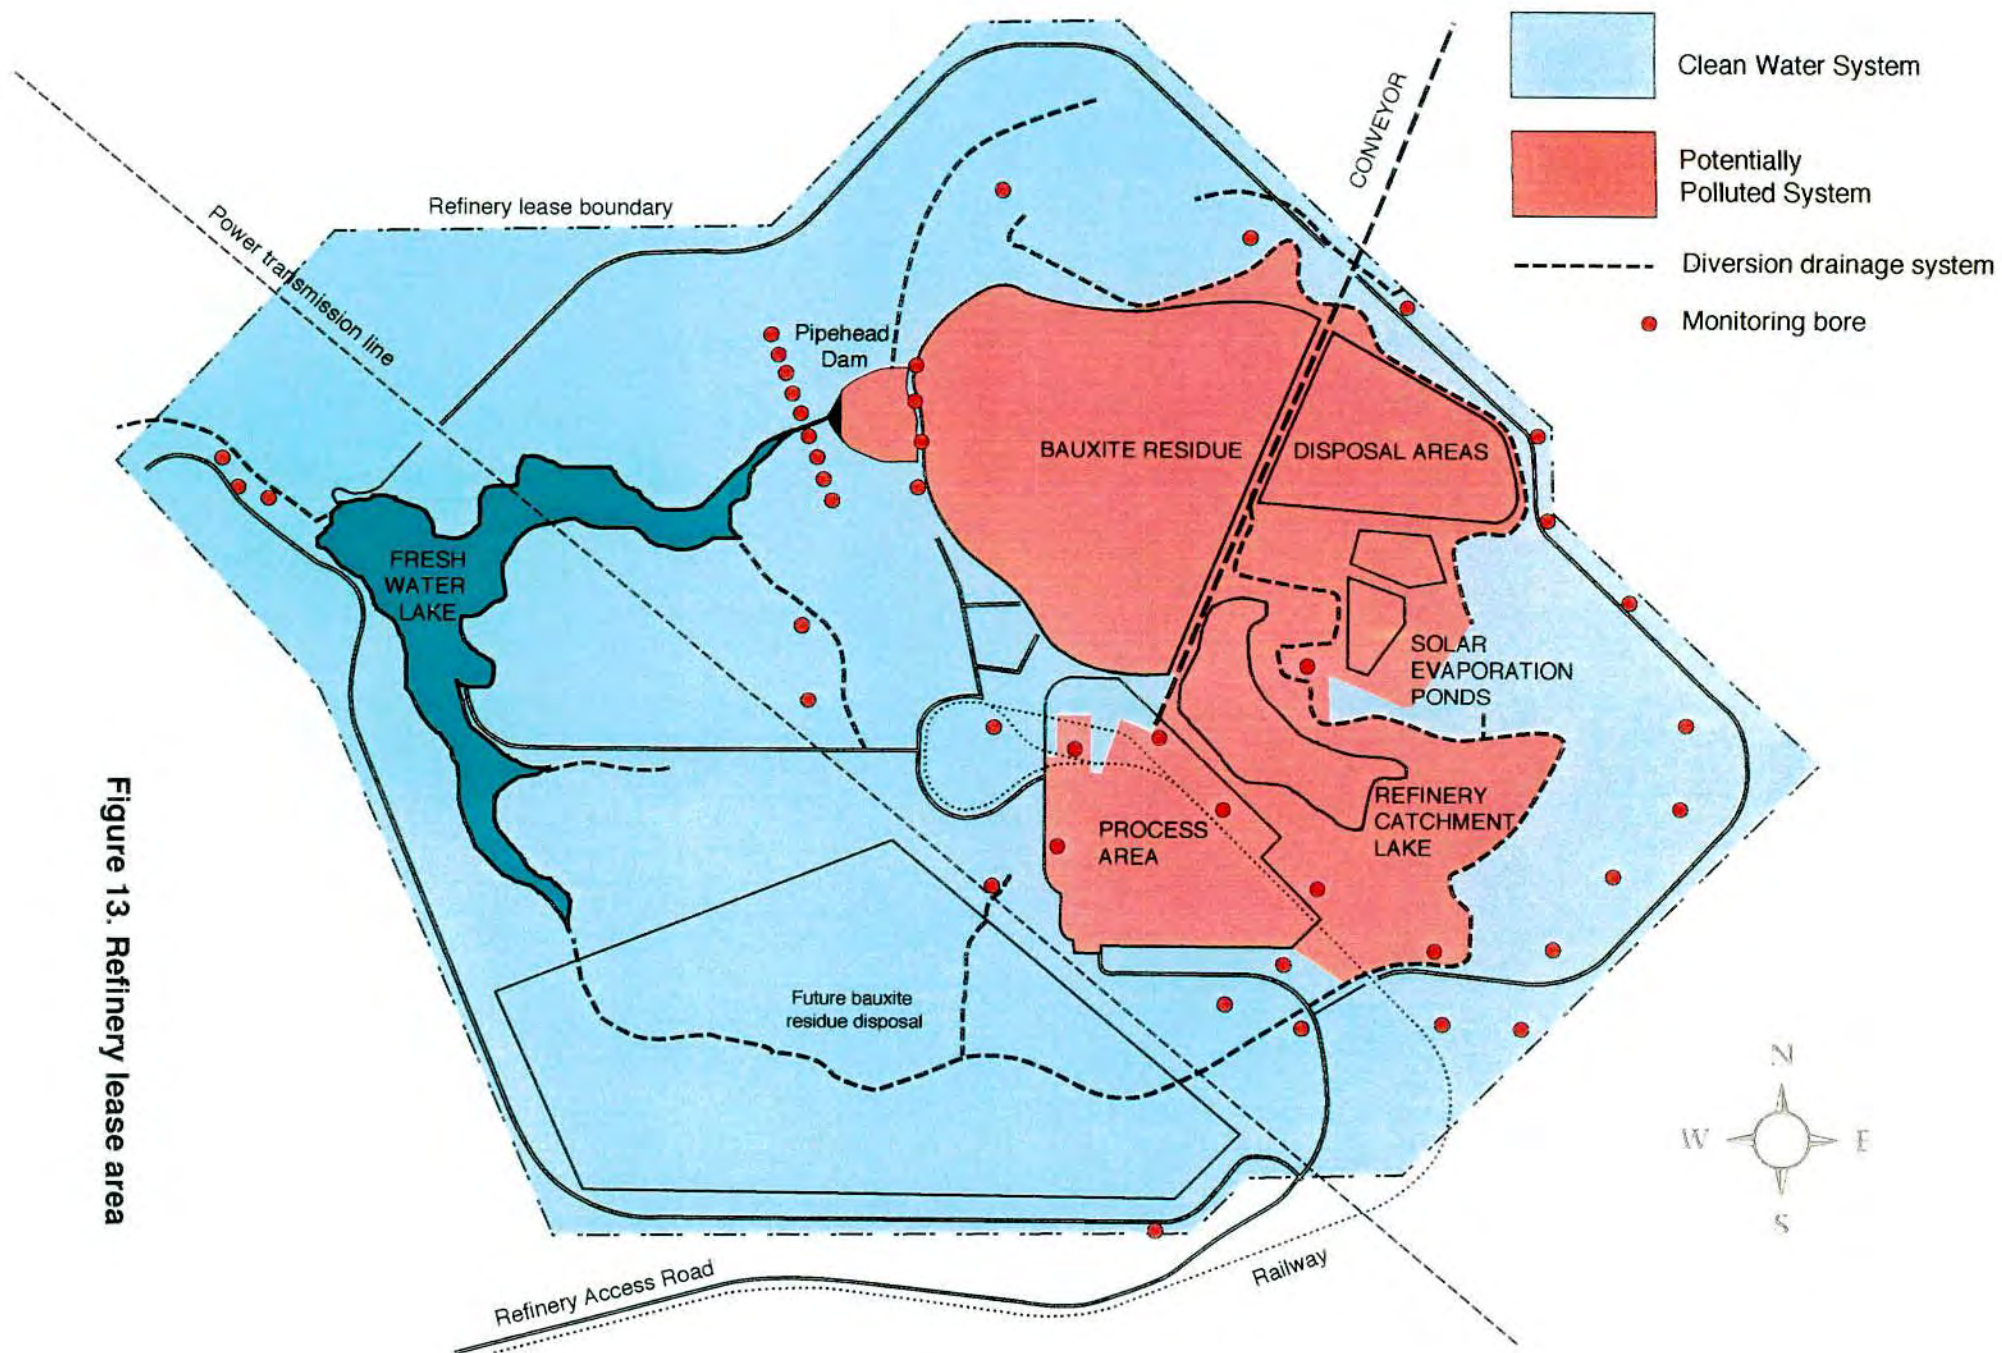 CONVEYOR
Clean Water System
Potentially
Polluted System
Diversion drainage system
Monitoring bore
Refinery lease boundary
Power transmission line
Pipehead
Dam
BAUXITE RESIDUE
DISPOSAL AREAS
FRESH
WATER
LAKE
SOLAR
EVAPORATION
PONDS
REFINERY
CATCHMENT
LAKE
PROCESS
AREA
Future bauxite
residue disposal
Refinery Access Road
Railway
N
W
E
S
Figure 13. Refinery lease area